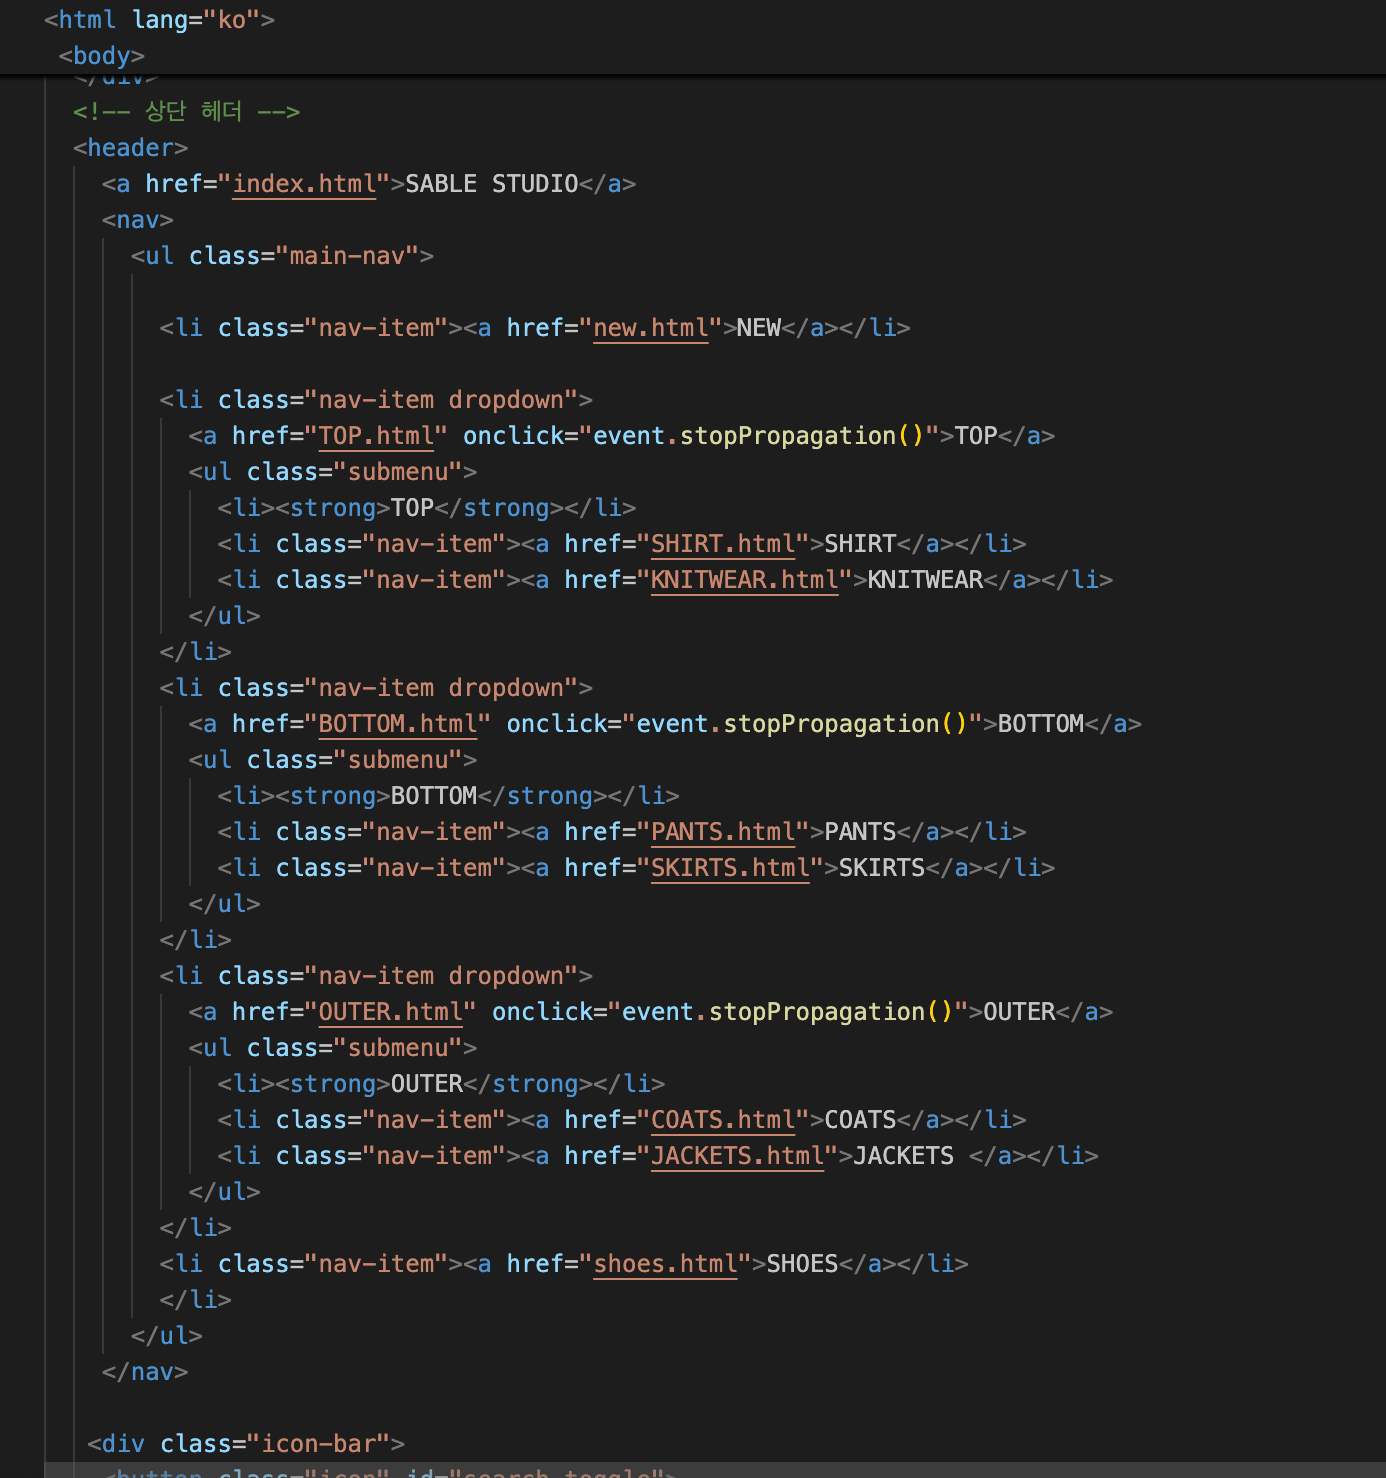 <html lang="ko">
<body>
</div>
<!-- 상단 헤더 -->
<header>
<a href="index.html">SABLE STUDIO</a>
<nav>
<ul class="main-nav">
<li class="nav-item"><a href="new.html">NEW</a></li>
<li class="nav-item dropdown">
<a href="TOP.html" onclick="event.stopPropagation()">TOP</a>
<ul class="submenu">
<li><strong>TOP</strong></li>
<li class="nav-item"><a href="SHIRT.html">SHIRT</a></li>
<li class="nav-item"><a href="KNITWEAR.html">KNITWEAR</a></li>
</ul>
</li>
<li class="nav-item dropdown">
<a href="BOTTOM.html" onclick="event.stopPropagation()">BOTTOM</a>
<ul class="submenu">
<li><strong>BOTTOM</strong></li>
<li class="nav-item"><a href="PANTS.html">PANTS</a></li>
<li class="nav-item"><a href="SKIRTS.html">SKIRTS</a></li>
</ul>
</li>
<li class="nav-item dropdown">
<a href="OUTER.html" onclick="event.stopPropagation()">OUTER</a>
<ul class="submenu">
<li><strong>OUTER</strong></li>
<li class="nav-item"><a href="COATS.html">COATS</a></li>
<li class="nav-item"><a href="JACKETS.html">JACKETS </a></li>
</ul>
</li>
<li class="nav-item"><a href="shoes.html">SHOES</a></li>
</li>
</ul>
</nav>
<div class="icon-bar">
<button class="icon" id="search-toggle">